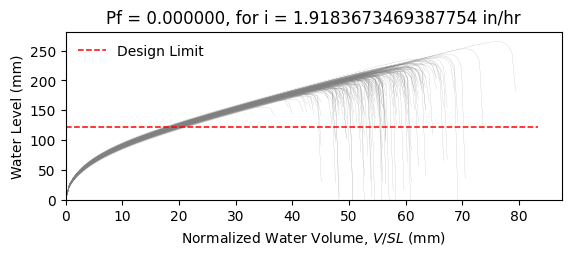 Pf = 0.000000, for i = 1.9183673469387754 in/hr
Design Limit
Water Level (mm)
250
200
150
100
50
0
0 10 20 30 40 50 60 70 80
Normalized Water Volume, V/SL (mm)